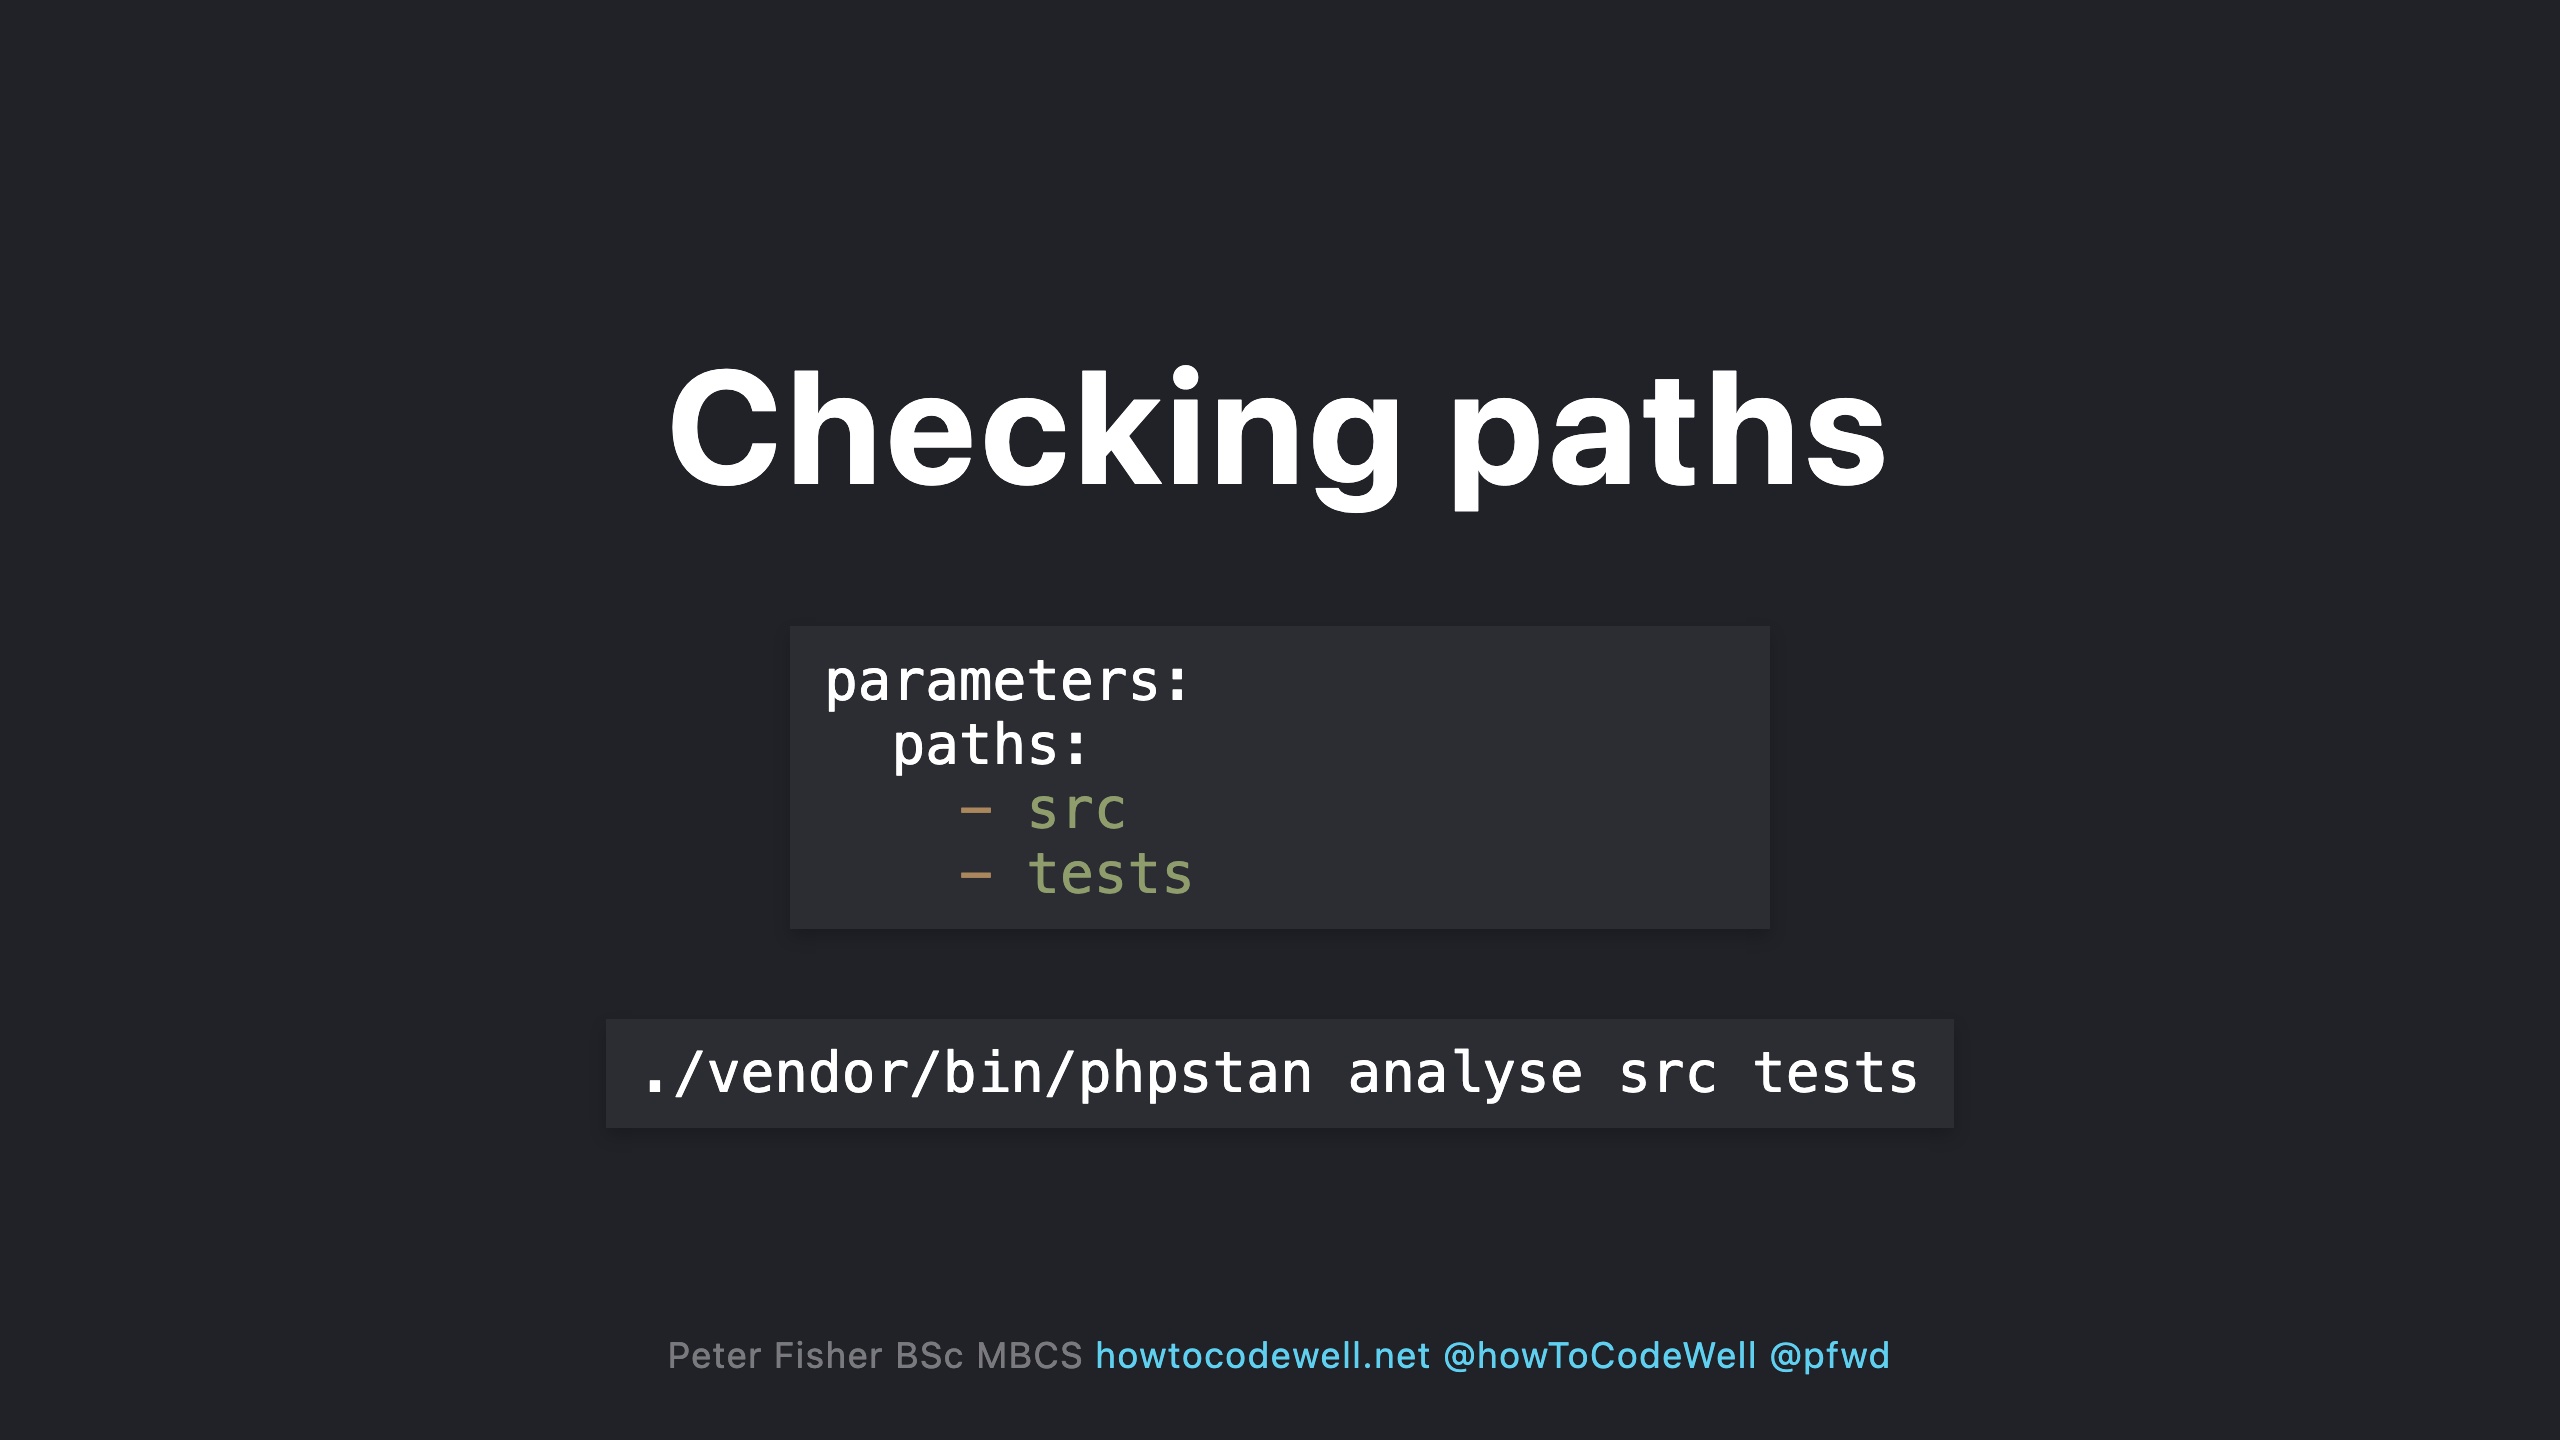 Checking paths
parameters:
  paths:
    - src
    - tests
./vendor/bin/phpstan analyse src tests
Peter Fisher BSc MBCS howtocodewell.net @howToCodeWell @pfwd